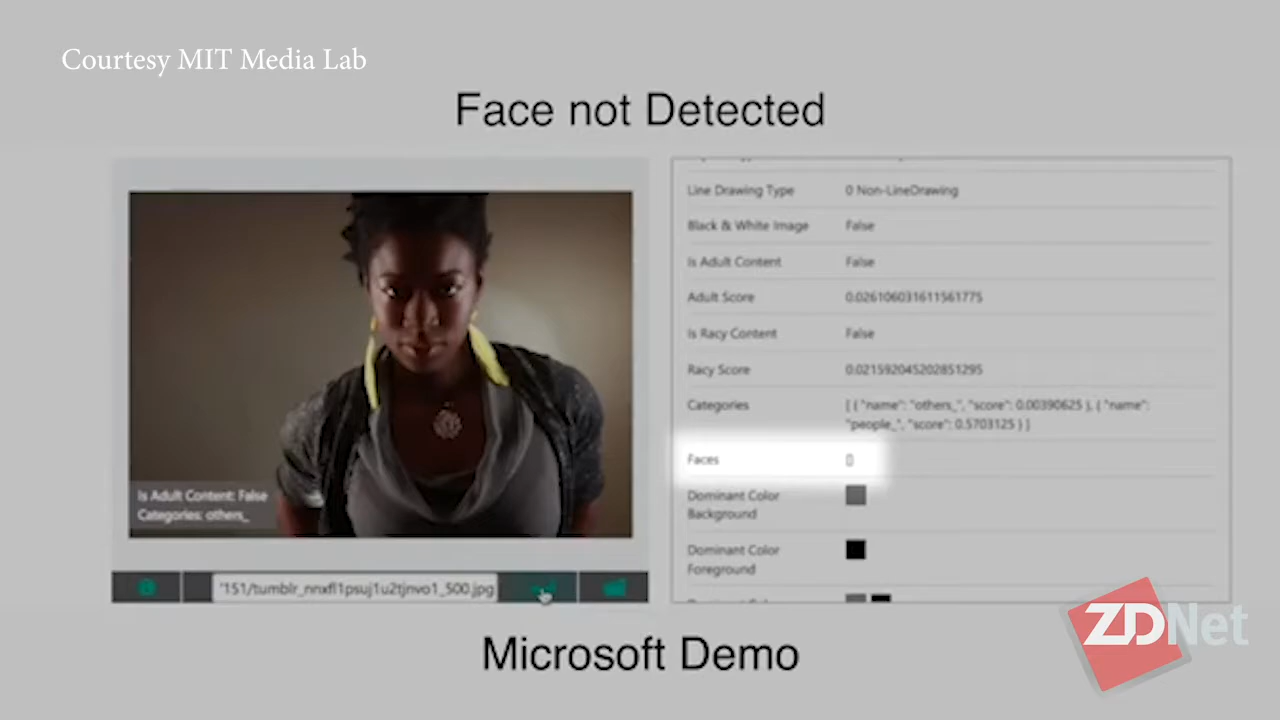 Courtesy MIT Media Lab
Face not Detected
Is Adult Content: False
Categories: others_
'151/tumblr_nnxfl1psuj1u2tjnvo1_500.jpg
Line Drawing Type 0 Non-LineDrawing
Black & White Image False
Is Adult Content False
Adult Score 0.026106031611561775
Is Racy Content False
Racy Score 0.021592045202851295
Categories [ { "name": "others_", "score": 0.00390625 }, { "name":
"people_", "score": 0.5703125 } ]
Faces []
Dominant Color
Background
Dominant Color
Foreground
Microsoft Demo
ZDNet